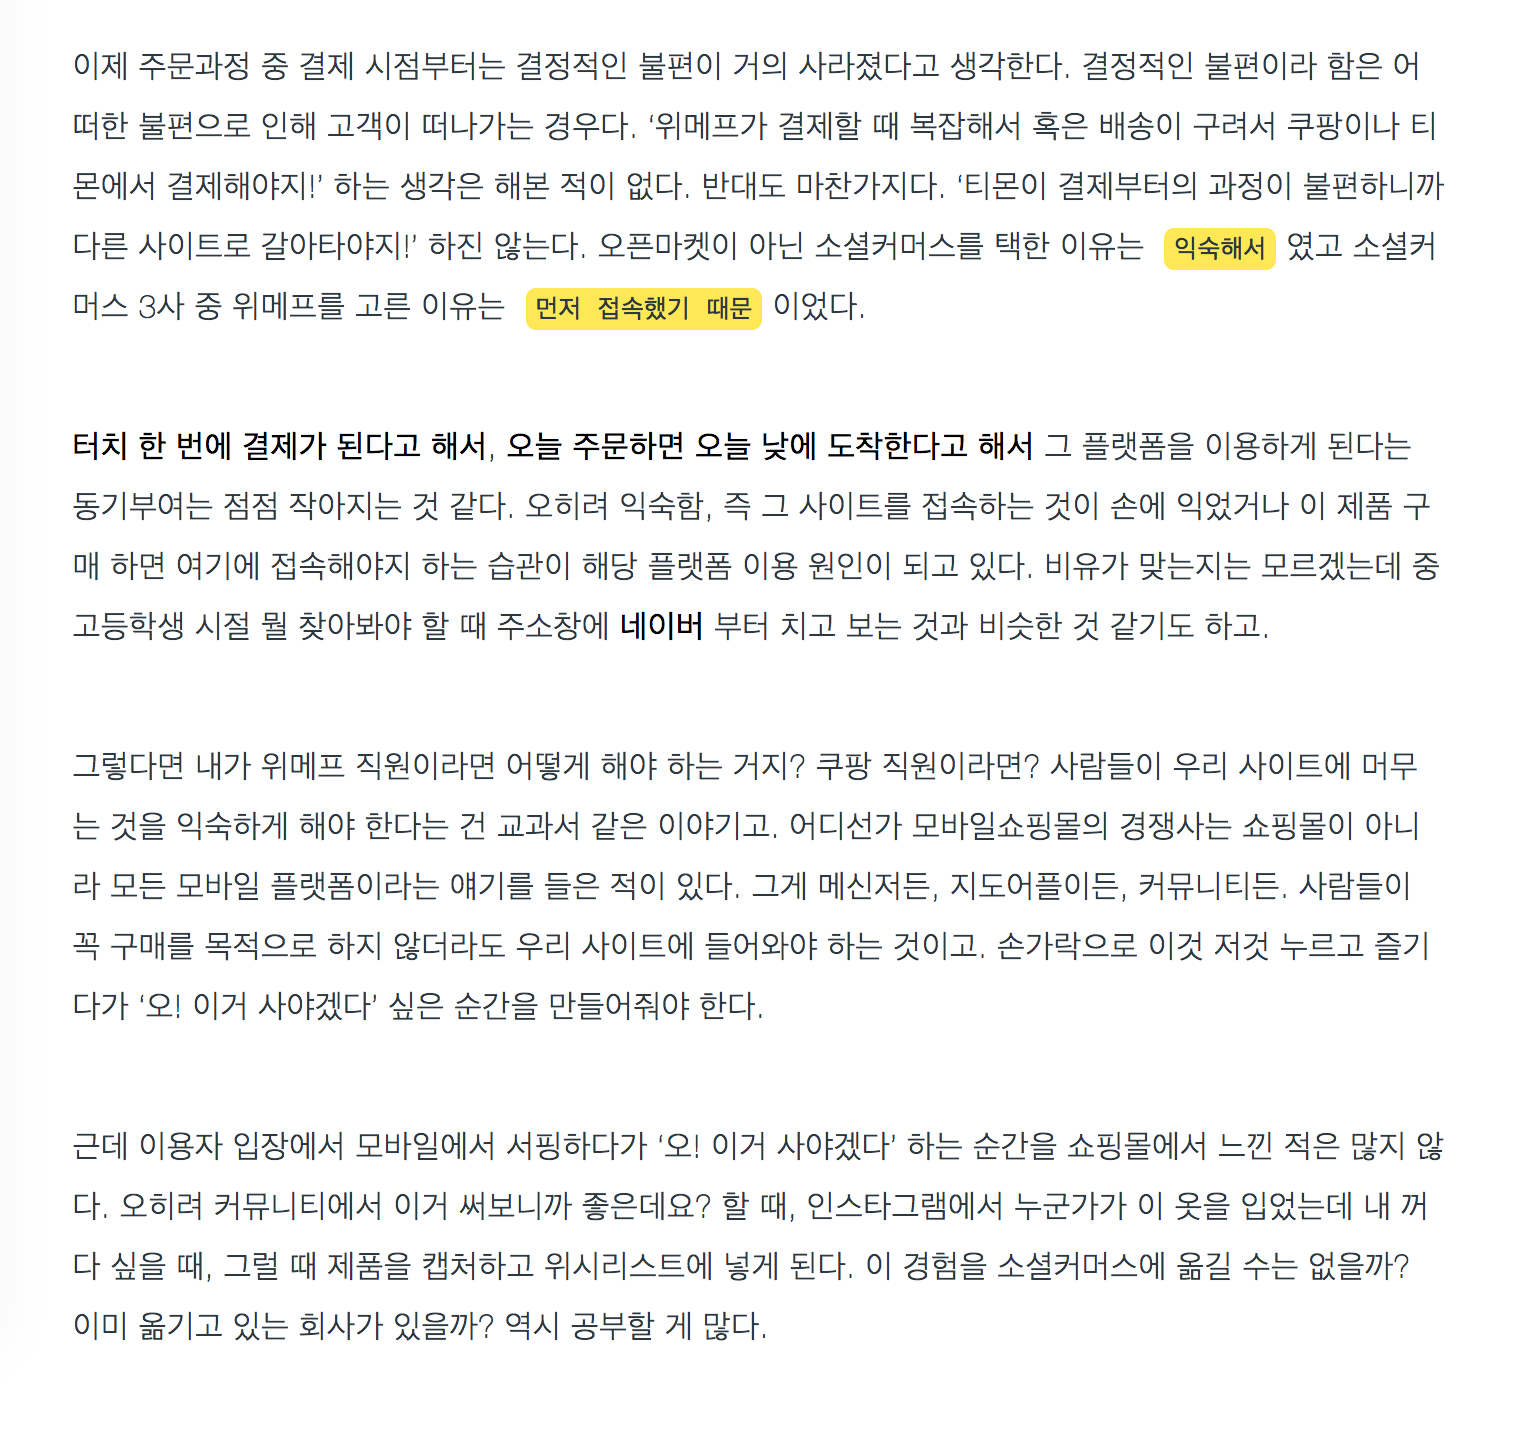 이제 주문과정 중 결제 시점부터는 결정적인 불편이 거의 사라졌다고 생각한다. 결정적인 불편이라 함은 어
떠한 불편으로 인해 고객이 떠나가는 경우다. ‘위메프가 결제할 때 복잡해서 혹은 배송이 구려서 쿠팡이나 티
몬에서 결제해야지!’ 하는 생각은 해본 적이 없다. 반대도 마찬가지다. ‘티몬이 결제부터의 과정이 불편하니까
다른 사이트로 갈아타야지!’ 하진 않는다. 오픈마켓이 아닌 소셜커머스를 택한 이유는 익숙해서 였고 소셜커
머스 3사 중 위메프를 고른 이유는 먼저 접속했기 때문 이었다.
터치 한 번에 결제가 된다고 해서, 오늘 주문하면 오늘 낮에 도착한다고 해서 그 플랫폼을 이용하게 된다는
동기부여는 점점 작아지는 것 같다. 오히려 익숙함, 즉 그 사이트를 접속하는 것이 손에 익었거나 이 제품 구
매 하면 여기에 접속해야지 하는 습관이 해당 플랫폼 이용 원인이 되고 있다. 비유가 맞는지는 모르겠는데 중
고등학생 시절 뭘 찾아봐야 할 때 주소창에 네이버 부터 치고 보는 것과 비슷한 것 같기도 하고.
그렇다면 내가 위메프 직원이라면 어떻게 해야 하는 거지? 쿠팡 직원이라면? 사람들이 우리 사이트에 머무
는 것을 익숙하게 해야 한다는 건 교과서 같은 이야기고. 어디선가 모바일쇼핑몰의 경쟁사는 쇼핑몰이 아니
라 모든 모바일 플랫폼이라는 얘기를 들은 적이 있다. 그게 메신저든, 지도어플이든, 커뮤니티든. 사람들이
꼭 구매를 목적으로 하지 않더라도 우리 사이트에 들어와야 하는 것이고. 손가락으로 이것 저것 누르고 즐기
다가 ‘오! 이거 사야겠다’ 싶은 순간을 만들어줘야 한다.
근데 이용자 입장에서 모바일에서 서핑하다가 ‘오! 이거 사야겠다’ 하는 순간을 쇼핑몰에서 느낀 적은 많지 않
다. 오히려 커뮤니티에서 이거 써보니까 좋은데요? 할 때, 인스타그램에서 누군가가 이 옷을 입었는데 내 꺼
다 싶을 때, 그럴 때 제품을 캡처하고 위시리스트에 넣게 된다. 이 경험을 소셜커머스에 옮길 수는 없을까?
이미 옮기고 있는 회사가 있을까? 역시 공부할 게 많다.